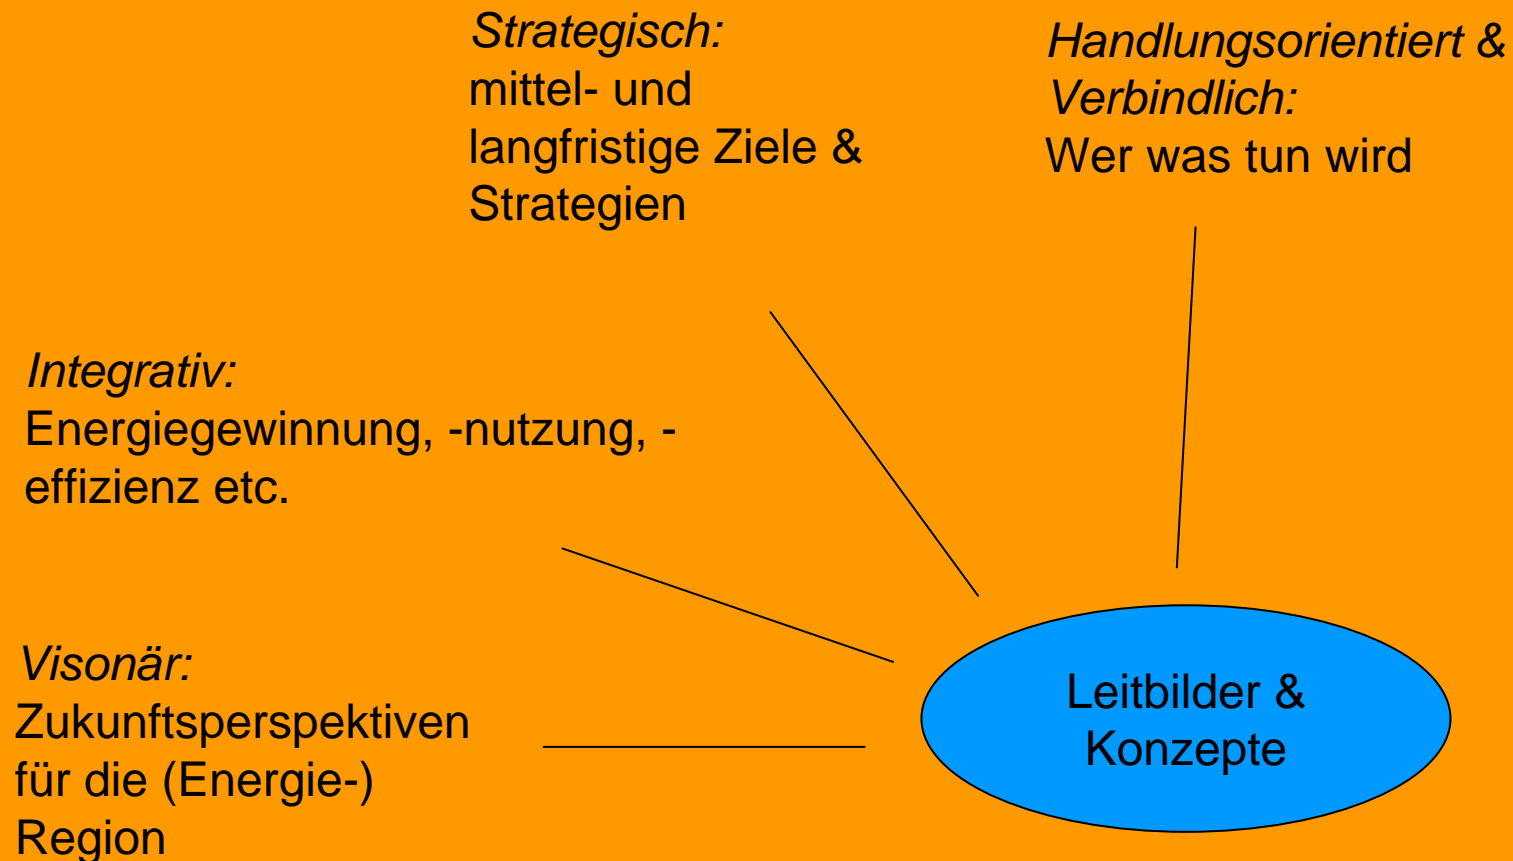 Strategisch:
mittel- und
langfristige Ziele &
Strategien
Handlungsorientiert &
Verbindlich:
Wer was tun wird
Integrativ:
Energiegewinnung, -nutzung, -
effizienz etc.
Visonär:
Zukunftsperspektiven
für die (Energie-)
Region
Leitbilder &
Konzepte